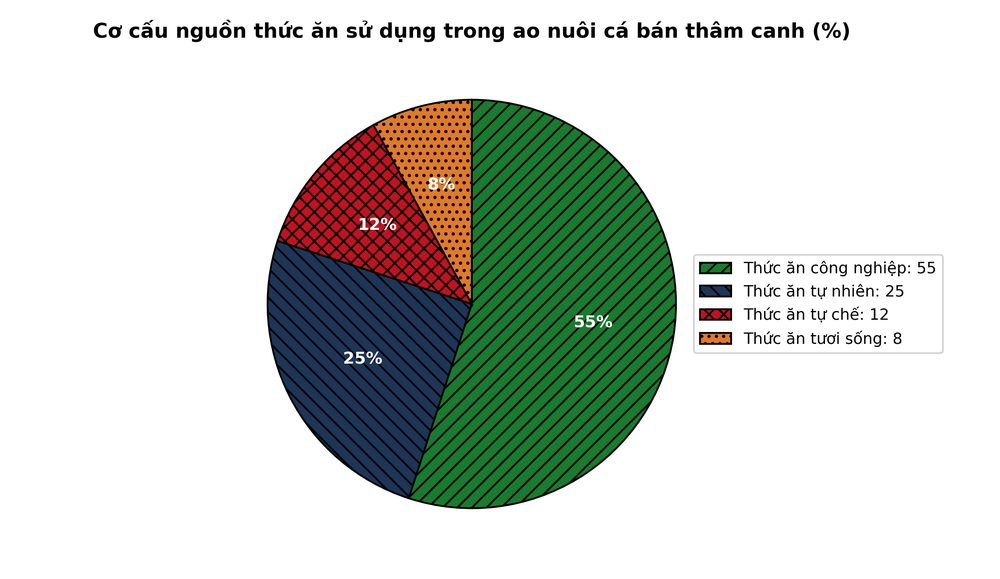 Cơ cấu nguồn thức ăn sử dụng trong ao nuôi cá bán thâm canh (%)
8%
12%
55%
25%
Thức ăn công nghiệp: 55
Thức ăn tự nhiên: 25
Thức ăn tự chế: 12
Thức ăn tươi sống: 8